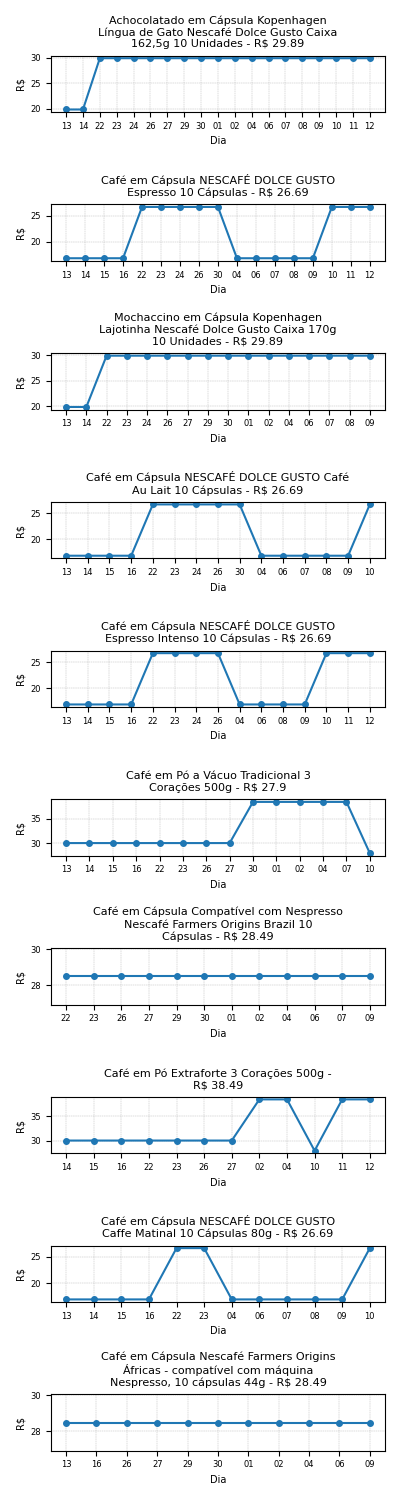 Achocolatado em Cápsula Kopenhagen
Língua de Gato Nescafé Dolce Gusto Caixa
162,5g 10 Unidades - R$ 29.89
30
25
20
R$
13 14 22 23 24 26 27 29 30 01 02 04 06 07 08 09 10 11 12
Dia
Café em Cápsula NESCAFÉ DOLCE GUSTO
Espresso 10 Cápsulas - R$ 26.69
25
20
R$
13 14 15 16 22 23 24 26 30 04 06 07 08 09 10 11 12
Dia
Mochaccino em Cápsula Kopenhagen
Lajotinha Nescafé Dolce Gusto Caixa 170g
10 Unidades - R$ 29.89
30
25
20
R$
13 14 22 23 24 26 27 29 30 01 02 04 06 07 08 09
Dia
Café em Cápsula NESCAFÉ DOLCE GUSTO Café
Au Lait 10 Cápsulas - R$ 26.69
25
20
R$
13 14 15 16 22 23 24 26 30 04 06 07 08 09 10
Dia
Café em Cápsula NESCAFÉ DOLCE GUSTO
Espresso Intenso 10 Cápsulas - R$ 26.69
25
20
R$
13 14 15 16 22 23 24 26 04 06 08 09 10 11 12
Dia
Café em Pó a Vácuo Tradicional 3
Corações 500g - R$ 27.9
35
30
R$
13 14 15 16 22 23 26 27 30 01 02 04 07 10
Dia
Café em Cápsula Compatível com Nespresso
Nescafé Farmers Origins Brazil 10
Cápsulas - R$ 28.49
30
28
R$
22 23 26 27 29 30 01 02 04 06 07 09
Dia
Café em Pó Extraforte 3 Corações 500g -
R$ 38.49
35
30
R$
14 15 16 22 23 26 27 02 04 10 11 12
Dia
Café em Cápsula NESCAFÉ DOLCE GUSTO
Caffe Matinal 10 Cápsulas 80g - R$ 26.69
25
20
R$
13 14 15 16 22 23 04 06 07 08 09 10
Dia
Café em Cápsula Nescafé Farmers Origins
Áfricas - compatível com máquina
Nespresso, 10 cápsulas 44g - R$ 28.49
30
28
R$
13 16 26 27 29 30 01 02 04 06 09
Dia